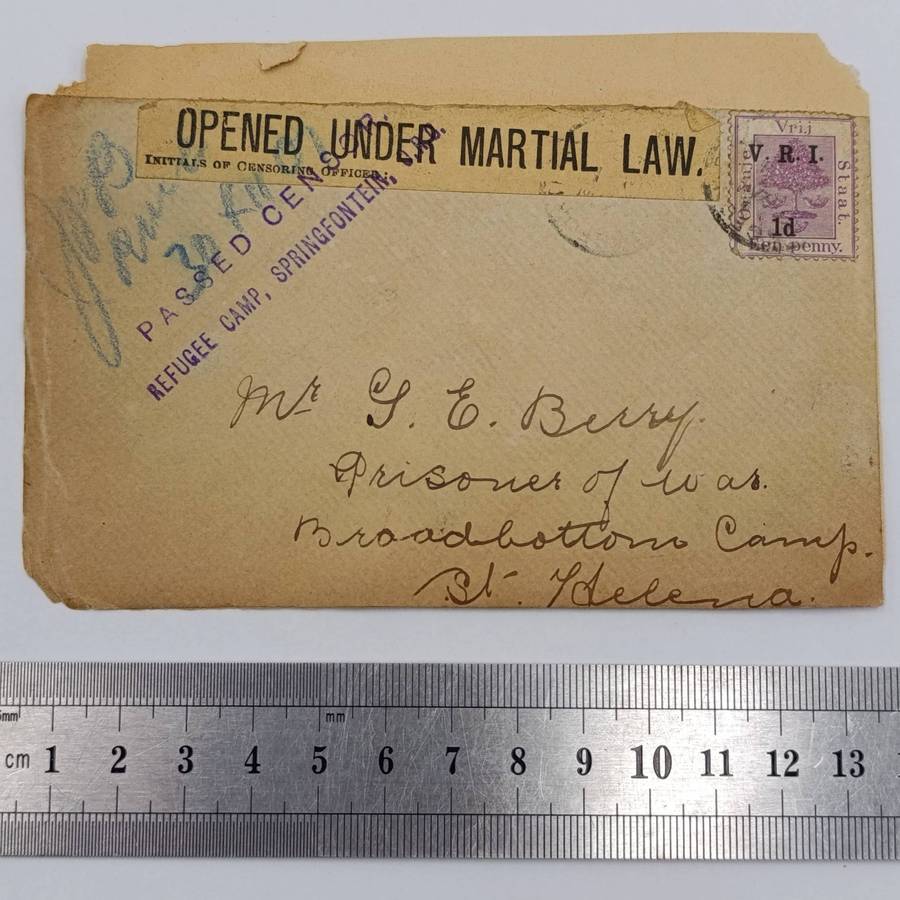 OPENED UNDER MARTIAL LAW.
INITIALS OF CENSORING OFFICER:
Vrij
Oranje
Staat.
V. R. I.
1d
Een penny.
PASSED CENSOR.
REFUGEE CAMP, SPRINGFONTEIN,
Mr G. E. Berry.
Prisoner of war.
Broadbottom Camp.
St. Helena.
mm
mm
cm 1 2 3 4 5 6 7 8 9 10 11 12 13